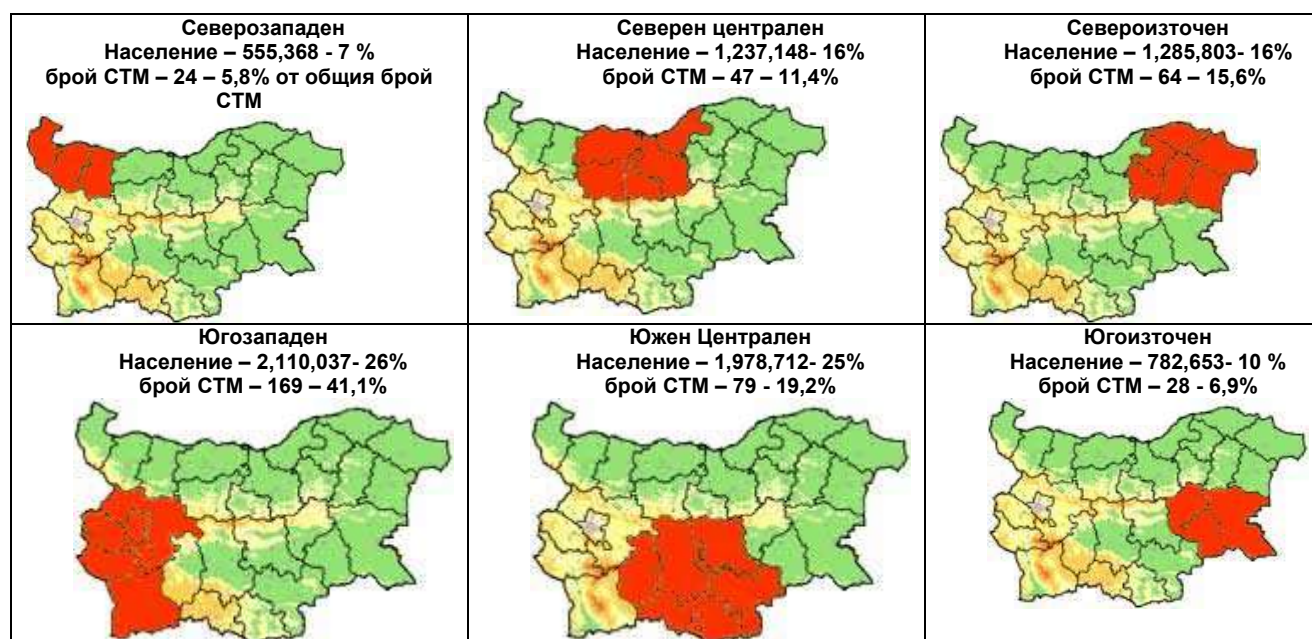 Северозападен
Население – 555,368 - 7 %
брой СТМ – 24 – 5,8% от общия брой
СТМ
Северен централен
Население – 1,237,148- 16%
брой СТМ – 47 – 11,4%
Североизточен
Население – 1,285,803- 16%
брой СТМ – 64 – 15,6%
Югозападен
Население – 2,110,037- 26%
брой СТМ – 169 – 41,1%
Южен Централен
Население – 1,978,712- 25%
брой СТМ – 79 - 19,2%
Югоизточен
Население – 782,653- 10 %
брой СТМ – 28 - 6,9%